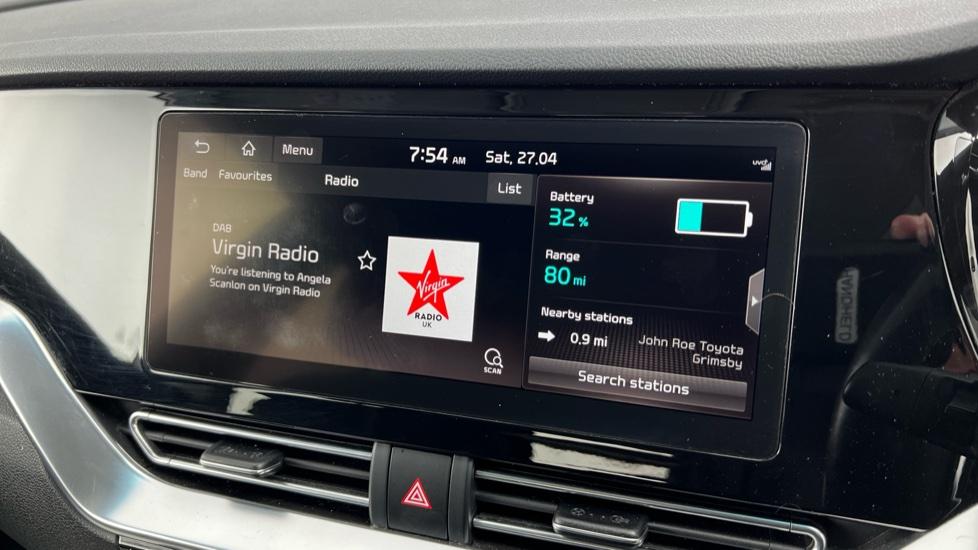 Menu
7:54 AM
Sat, 27.04
UVO
Band
Favourites
Radio
List
DAB
Virgin Radio
You're listening to Angela
Scanlon on Virgin Radio
Virgin
RADIO
UK
SCAN
Battery
32 %
Range
80 mi
Nearby stations
0.9 mi
John Roe Toyota
Grimsby
Search stations
HANDHELD